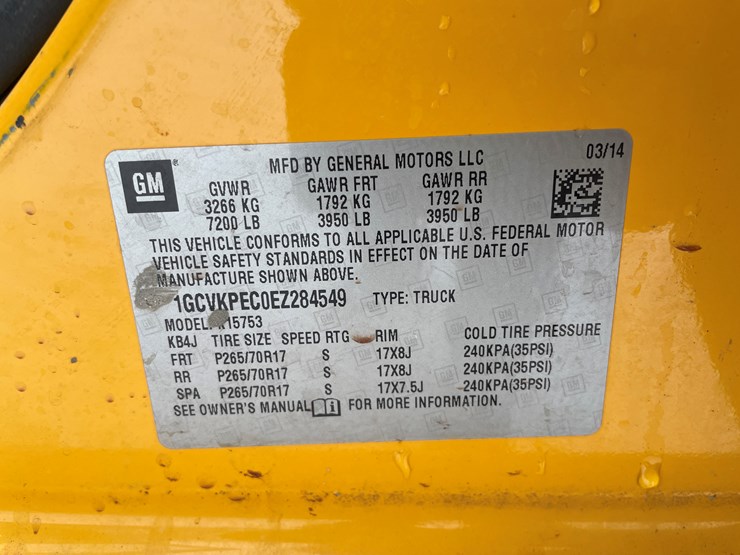 GM
MFD BY GENERAL MOTORS LLC 03/14
GVWR GAWR FRT GAWR RR
3266 KG 1792 KG 1792 KG
7200 LB 3950 LB 3950 LB
THIS VEHICLE CONFORMS TO ALL APPLICABLE U.S. FEDERAL MOTOR
VEHICLE SAFETY STANDARDS IN EFFECT ON THE DATE OF
MANUFACTURE SHOWN ABOVE.
1GCVKPEC0EZ284549 TYPE: TRUCK
MODEL: K15753
KB4J TIRE SIZE SPEED RTG RIM COLD TIRE PRESSURE
FRT P265/70R17 S 17X8J 240KPA(35PSI)
RR P265/70R17 S 17X8J 240KPA(35PSI)
SPA P265/70R17 S 17X7.5J 240KPA(35PSI)
SEE OWNER'S MANUAL FOR MORE INFORMATION.